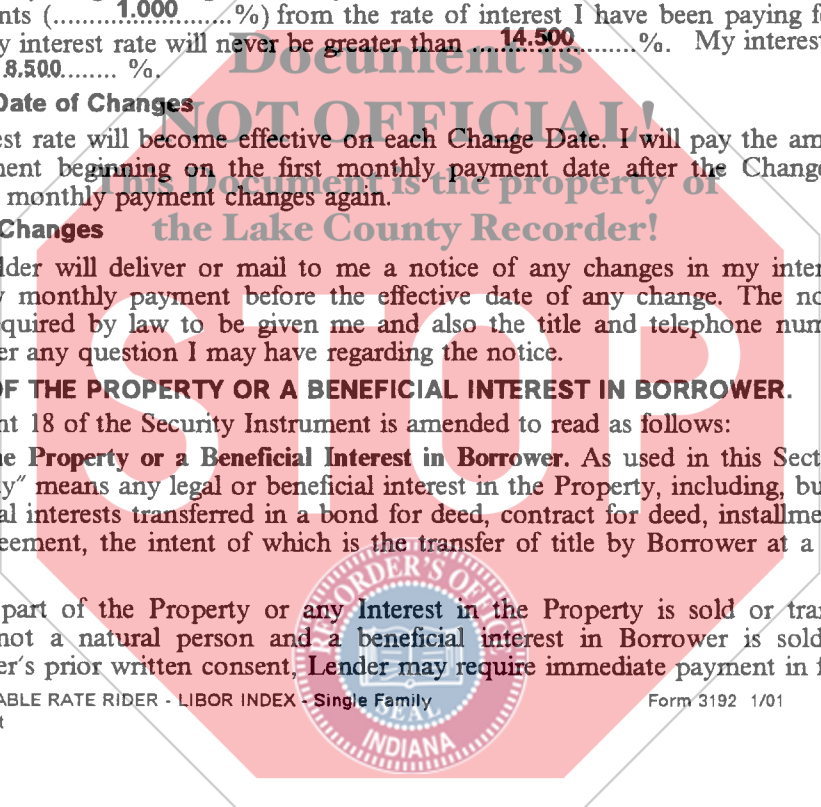 nts (.........1.000..............%) from the rate of interest I have been paying f
y interest rate will never be greater than ....14.500.........%. My interes
8.500........ %.
Document is
Date of Changes
NOT OFFICIAL!
est rate will become effective on each Change Date. I will pay the am
ment beginning on the first monthly payment date after the Change
This Document is the property of
monthly payment changes again.
Changes
the Lake County Recorder!
lder will deliver or mail to me a notice of any changes in my inter
y monthly payment before the effective date of any change. The no
quired by law to be given me and also the title and telephone num
er any question I may have regarding the notice.
STOP
OF THE PROPERTY OR A BENEFICIAL INTEREST IN BORROWER.
nt 18 of the Security Instrument is amended to read as follows:
he Property or a Beneficial Interest in Borrower. As used in this Sect
y" means any legal or beneficial interest in the Property, including, bu
al interests transferred in a bond for deed, contract for deed, installme
eement, the intent of which is the transfer of title by Borrower at a
part of the Property or any Interest in the Property is sold or tra
not a natural person and a beneficial interest in Borrower is sold
er's prior written consent, Lender may require immediate payment in f
ABLE RATE RIDER - LIBOR INDEX - Single Family Form 3192 1/01
t
RECORDER'S OFFICE
SEAL
INDIANA